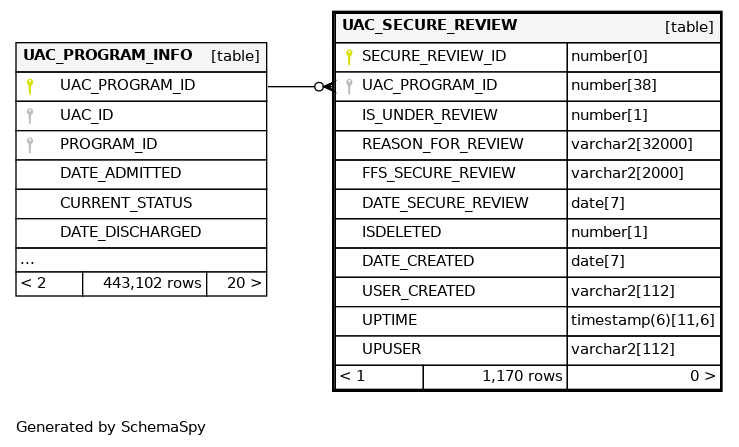 UAC_PROGRAM_INFO [table]
UAC_PROGRAM_ID
UAC_ID
PROGRAM_ID
DATE_ADMITTED
CURRENT_STATUS
DATE_DISCHARGED
...
< 2 443,102 rows 20 >
UAC_SECURE_REVIEW [table]
SECURE_REVIEW_ID number[0]
UAC_PROGRAM_ID number[38]
IS_UNDER_REVIEW number[1]
REASON_FOR_REVIEW varchar2[32000]
FFS_SECURE_REVIEW varchar2[2000]
DATE_SECURE_REVIEW date[7]
ISDELETED number[1]
DATE_CREATED date[7]
USER_CREATED varchar2[112]
UPTIME timestamp(6)[11,6]
UPUSER varchar2[112]
< 1 1,170 rows 0 >
Generated by SchemaSpy